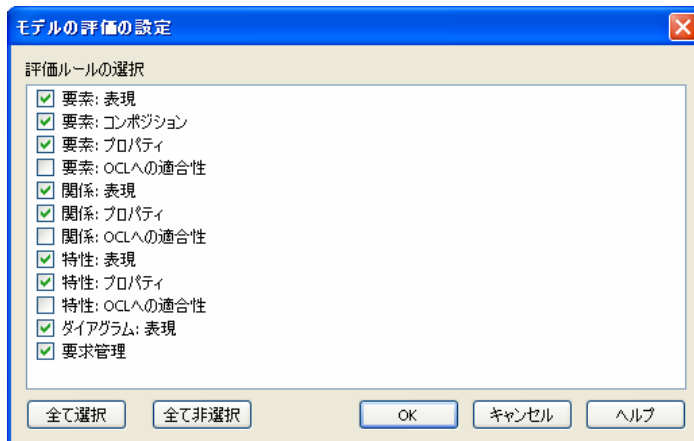 モデルの評価の設定
評価ルールの選択
要素: 表現
要素: コンポジション
要素: プロパティ
要素: OCLへの適合性
関係: 表現
関係: プロパティ
関係: OCLへの適合性
特性: 表現
特性: プロパティ
特性: OCLへの適合性
ダイアグラム: 表現
要求管理
全て選択 全て非選択 OK キャンセル ヘルプ